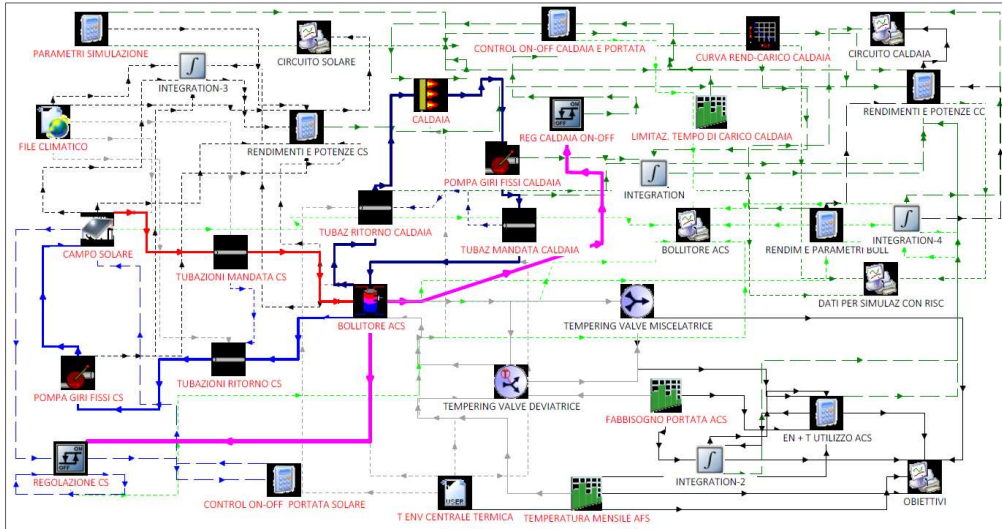 PARAMETRI SIMULAZIONE
CIRCUITO SOLARE
CONTROL ON-OFF CALDAIA E PORTATA
CURVA REND-CARICO CALDAIA
CIRCUITO CALDAIA
INTEGRATION-3
CALDAIA
ON
OFF
REG CALDAIA ON-OFF
LIMITAZ. TEMPO DI CARICO CALDAIA
RENDIMENTI E POTENZE CC
FILE CLIMATICO
RENDIMENTI E POTENZE CS
POMPA GIRI FISSI CALDAIA
INTEGRATION
TUBAZ RITORNO CALDAIA
TUBAZ MANDATA CALDAIA
BOLLITORE ACS
RENDIM E PARAMETRI BULL
INTEGRATION-4
CAMPO SOLARE
TUBAZIONI MANDATA CS
DATI PER SIMULAZ CON RISC
BOLLITORE ACS
TEMPERING VALVE MISCELATRICE
POMPA GIRI FISSI CS
TUBAZIONI RITORNO CS
TEMPERING VALVE DEVIATRICE
FABBISOGNO PORTATA ACS
EN + T UTILIZZO ACS
ON
OFF
REGOLAZIONE CS
CONTROL ON-OFF PORTATA SOLARE
USER
T ENV CENTRALE TERMICA
TEMPERATURA MENSILE AFS
INTEGRATION-2
OBIETTIVI